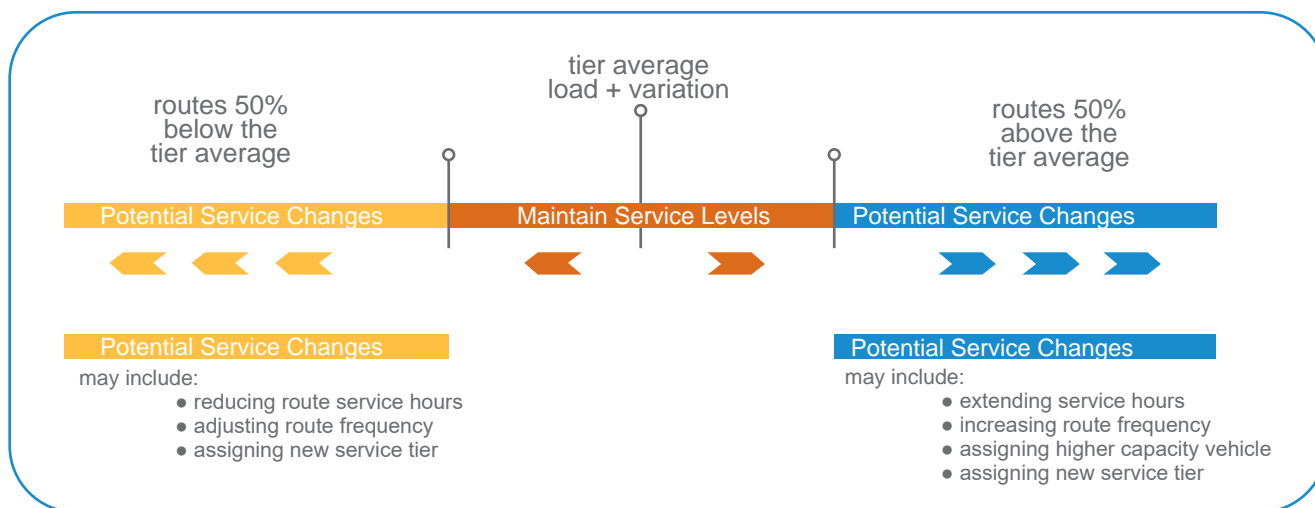 routes 50%
below the
tier average
tier average
load + variation
routes 50%
above the
tier average
Potential Service Changes
Maintain Service Levels
Potential Service Changes
Potential Service Changes
may include:
● reducing route service hours
● adjusting route frequency
● assigning new service tier
Potential Service Changes
may include:
● extending service hours
● increasing route frequency
● assigning higher capacity vehicle
● assigning new service tier